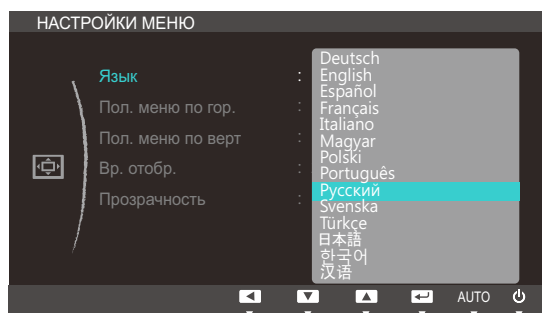 НАСТРОЙКИ МЕНЮ
Язык :
Пол. меню по гор. :
Пол. меню по верт :
Вр. отобр. :
Прозрачность :
Deutsch
English
Español
Français
Italiano
Magyar
Polski
Português
Русский
Svenska
Türkçe
日本語
한국어
汉语
AUTO